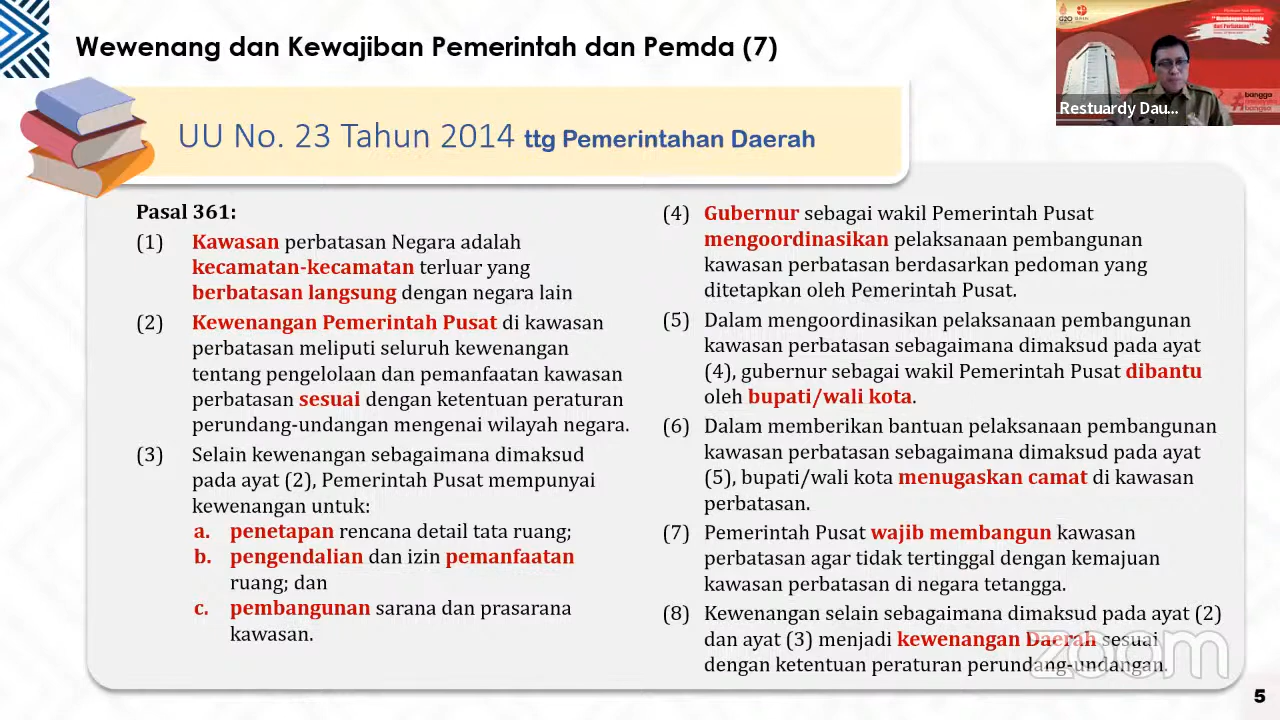 Wewenang dan Kewajiban Pemerintah dan Pemda (7)
UU No. 23 Tahun 2014 ttg Pemerintahan Daerah
Pasal 361:
(1) Kawasan perbatasan Negara adalah
kecamatan-kecamatan terluar yang
berbatasan langsung dengan negara lain
(2) Kewenangan Pemerintah Pusat di kawasan
perbatasan meliputi seluruh kewenangan
tentang pengelolaan dan pemanfaatan kawasan
perbatasan sesuai dengan ketentuan peraturan
perundang-undangan mengenai wilayah negara.
(3) Selain kewenangan sebagaimana dimaksud
pada ayat (2), Pemerintah Pusat mempunyai
kewenangan untuk:
a. penetapan rencana detail tata ruang;
b. pengendalian dan izin pemanfaatan
ruang; dan
c. pembangunan sarana dan prasarana
kawasan.
(4) Gubernur sebagai wakil Pemerintah Pusat
mengoordinasikan pelaksanaan pembangunan
kawasan perbatasan berdasarkan pedoman yang
ditetapkan oleh Pemerintah Pusat.
(5) Dalam mengoordinasikan pelaksanaan pembangunan
kawasan perbatasan sebagaimana dimaksud pada ayat
(4), gubernur sebagai wakil Pemerintah Pusat dibantu
oleh bupati/wali kota.
(6) Dalam memberikan bantuan pelaksanaan pembangunan
kawasan perbatasan sebagaimana dimaksud pada ayat
(5), bupati/wali kota menugaskan camat di kawasan
perbatasan.
(7) Pemerintah Pusat wajib membangun kawasan
perbatasan agar tidak tertinggal dengan kemajuan
kawasan perbatasan di negara tetangga.
(8) Kewenangan selain sebagaimana dimaksud pada ayat (2)
dan ayat (3) menjadi kewenangan Daerah sesuai
dengan ketentuan peraturan perundang-undangan.
zoom
5
G20
Restuardy Dau...
bangga
bangsa